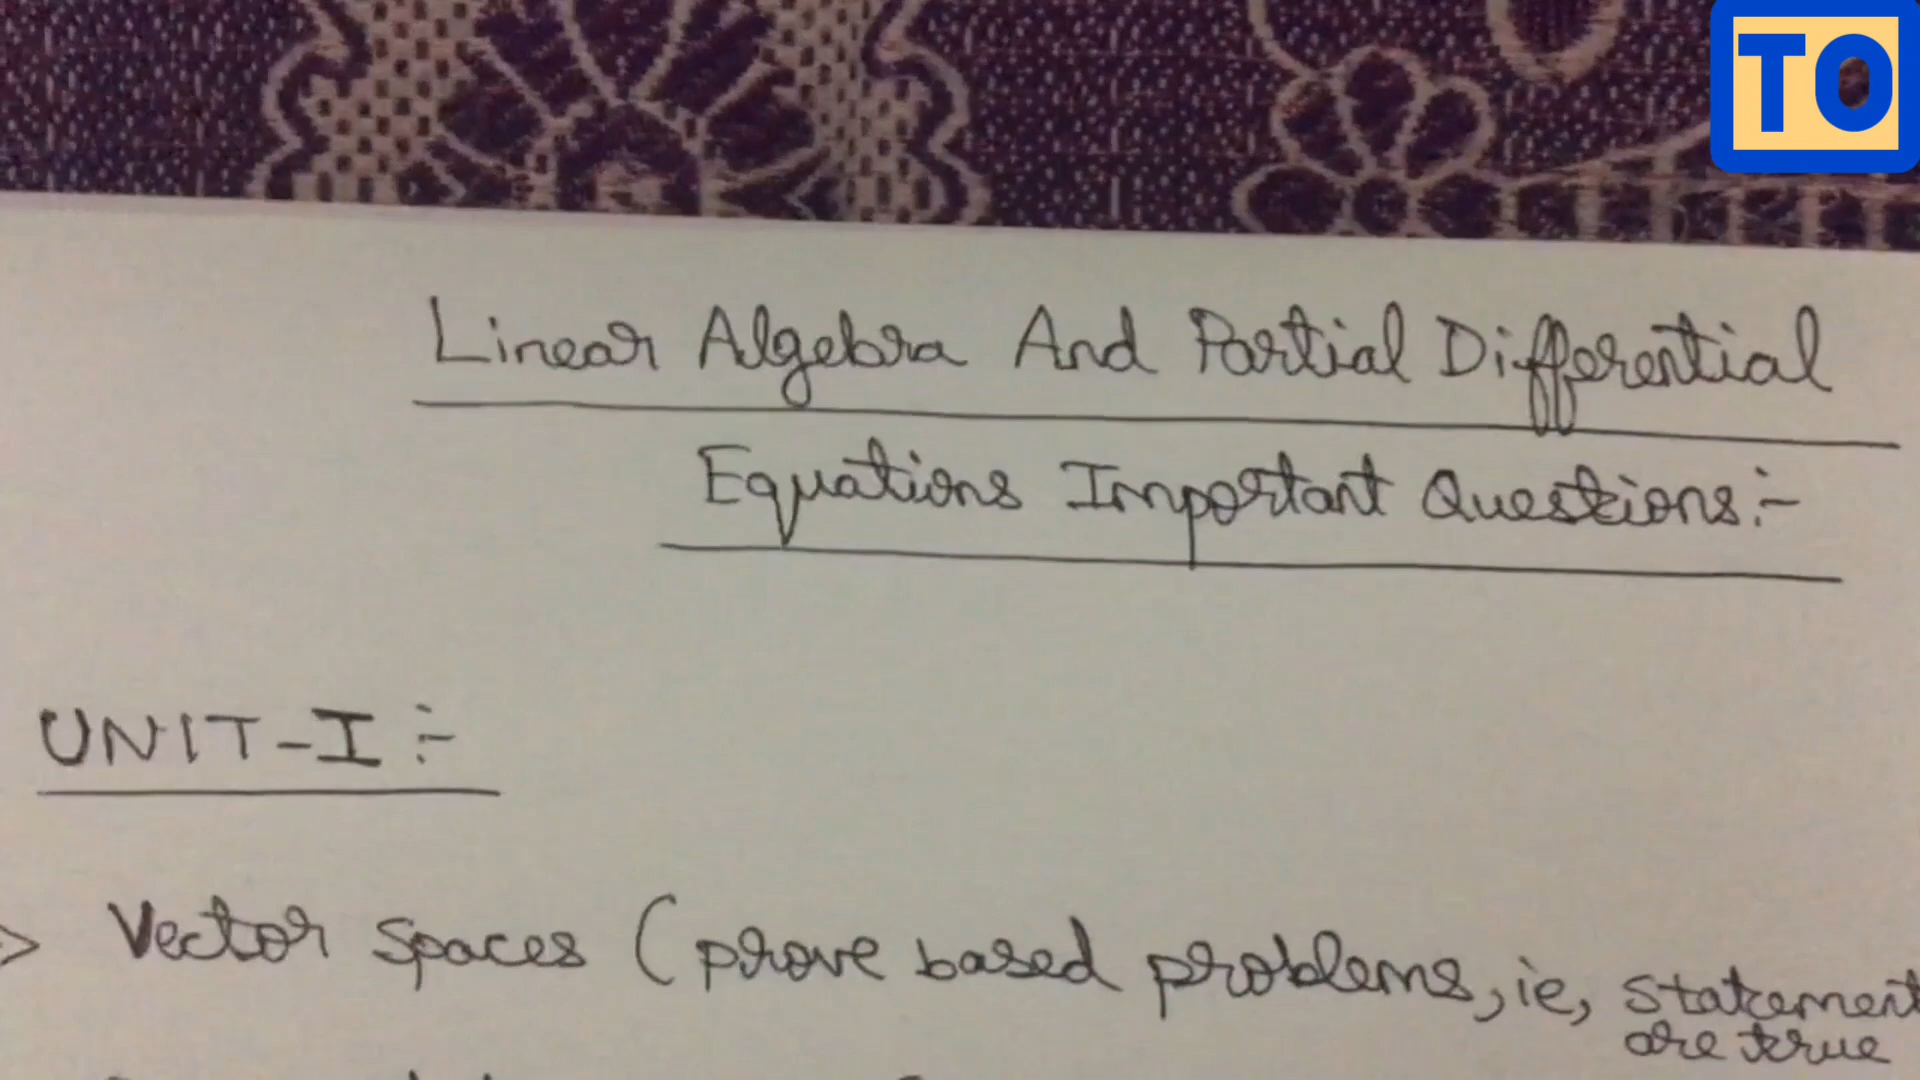 TO
Linear Algebra And Partial Differential
Equations Important Questions:-
UNIT-I :-
> Vector Spaces (prove based problems, ie, statement
are true